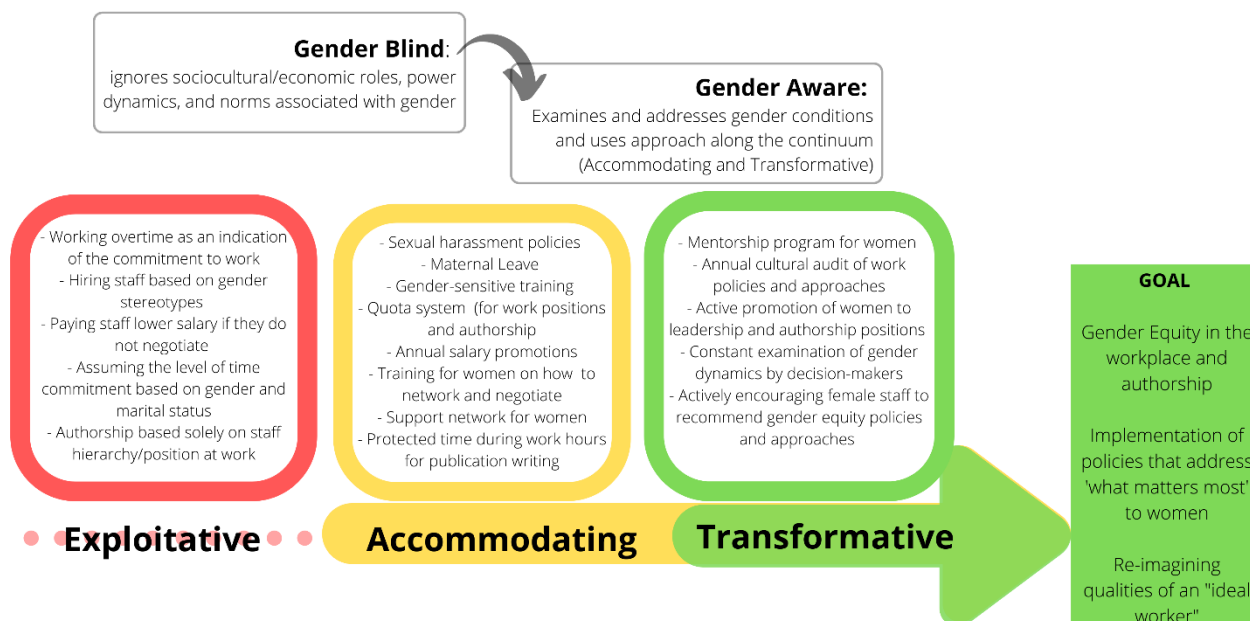 Gender Blind:
ignores sociocultural/economic roles, power
dynamics, and norms associated with gender
Gender Aware:
Examines and addresses gender conditions
and uses approach along the continuum
(Accommodating and Transformative)
- Working overtime as an indication
of the commitment to work
- Hiring staff based on gender
stereotypes
- Paying staff lower salary if they do
not negotiate
- Assuming the level of time
commitment based on gender and
marital status
- Authorship based solely on staff
hierarchy/position at work
Exploitative
- Sexual harassment policies
- Maternal Leave
- Gender-sensitive training
- Quota system (for work positions
and authorship
- Annual salary promotions
- Training for women on how to
network and negotiate
- Support network for women
- Protected time during work hours
for publication writing
Accommodating
- Mentorship program for women
- Annual cultural audit of work
policies and approaches
- Active promotion of women to
leadership and authorship positions
- Constant examination of gender
dynamics by decision-makers
- Actively encouraging female staff to
recommend gender equity policies
and approaches
Transformative
GOAL
Gender Equity in the
workplace and
authorship
Implementation of
policies that address
'what matters most'
to women
Re-imagining
qualities of an "ideal
worker"